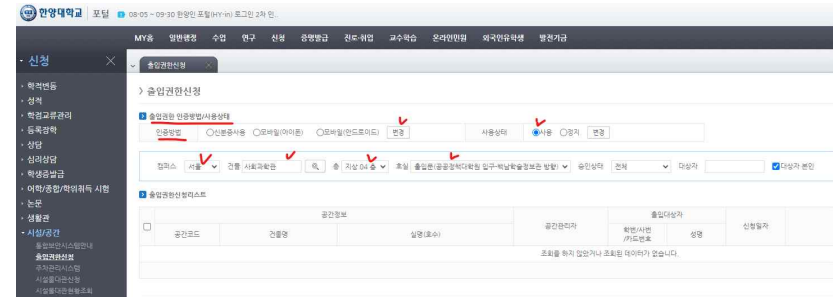 한양대학교 포털 08-05 ~ 09-30 한양인 포털(HY-in) 로그인 2차 인..
MY홈 일반행정 수업 연구 신청 증명발급 진로·취업 교수학습 온라인민원 외국인유학생 발전기금
신청
출입권한신청
학적변동
성적
학점교류관리
등록장학
상담
심리상담
학생증발급
어학/종합/학위취득 시험
논문
생활관
시설/공간
통합보안시스템안내
출입권한신청
주차관리시스템
시설물대관신청
시설물대관현황조회
> 출입권한신청
출입권한 인증방법/사용상태
인증방법 신분증사용 모바일(아이폰) 모바일(안드로이드) 변경 사용상태 사용 정지 변경
캠퍼스 서울 건물 사회과학관 층 지상 04 층 호실 출입문(공공정책대학원 입구-백남학술정보관 방향) 승인상태 전체 대상자 대상자 본인
출입권한신청리스트
공간정보 공간관리자 출입대상자 신청일자
공간코드 건물명 실명(호수) 학번/사번/카드번호 성명
조회를 하지 않았거나 조회된 데이터가 없습니다.